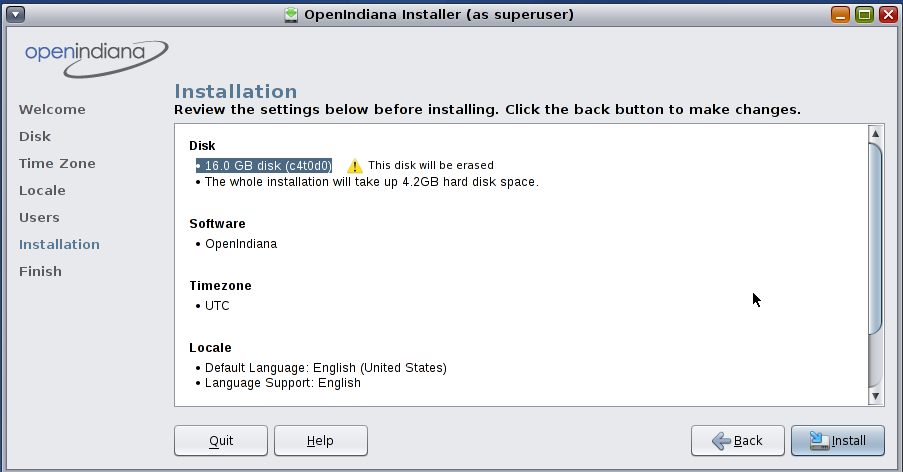 OpenIndiana Installer (as superuser)
openindiana
Installation
Review the settings below before installing. Click the back button to make changes.
Welcome
Disk
Time Zone
Locale
Users
Installation
Finish
Disk
• 16.0 GB disk (c4t0d0) This disk will be erased
• The whole installation will take up 4.2GB hard disk space.
Software
• OpenIndiana
Timezone
• UTC
Locale
• Default Language: English (United States)
• Language Support: English
Quit Help Back Install